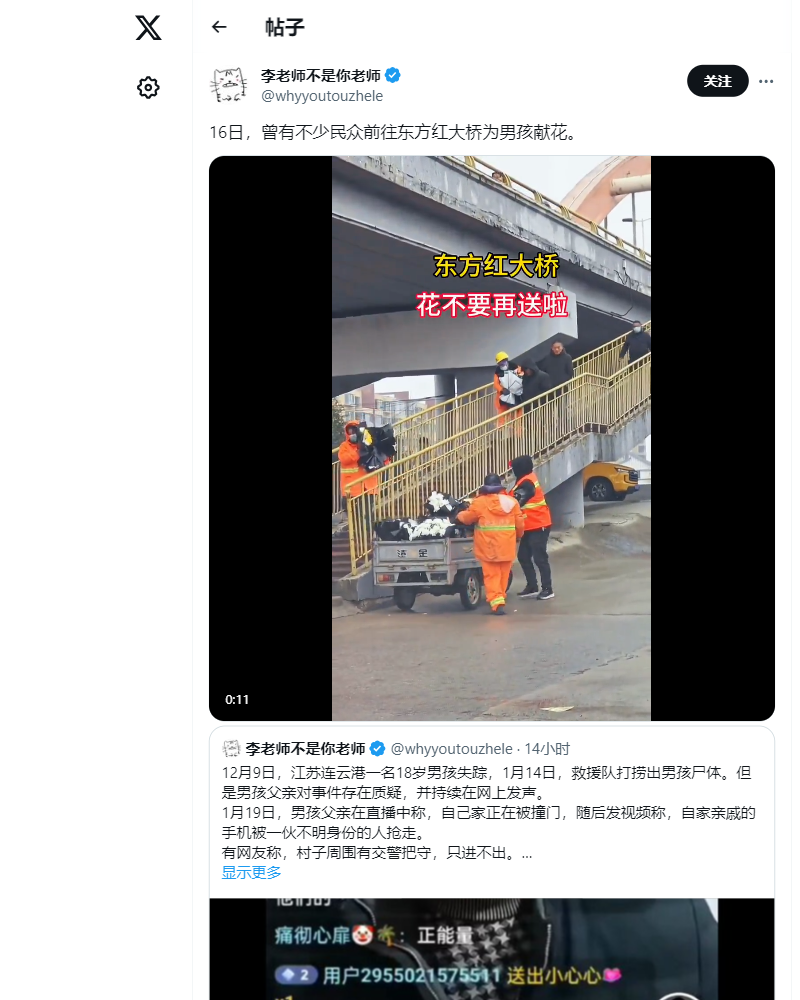 帖子
李老师不是你老师
@whyyoutouzhele
关注
16日，曾有不少民众前往东方红大桥为男孩献花。
东方红大桥
花不要再送啦
0:11
李老师不是你老师 @whyyoutouzhele · 14小时
12月9日，江苏连云港一名18岁男孩失踪，1月14日，救援队打捞出男孩尸体。但
是男孩父亲对事件存在质疑，并持续在网上发声。
1月19日，男孩父亲在直播中称，自己家正在被撞门，随后发视频称，自家亲戚的
手机被一伙不明身份的人抢走。
有网友称，村子周围有交警把守，只进不出。...
显示更多
他们的
痛彻心扉🤡🌴：正能量
2 用户2955021575511 送出小心心💗